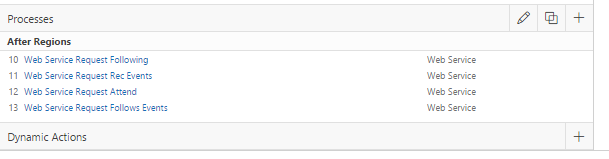 Processes
After Regions
10 Web Service Request Following Web Service
11 Web Service Request Rec Events Web Service
12 Web Service Request Attend Web Service
13 Web Service Request Follows Events Web Service
Dynamic Actions